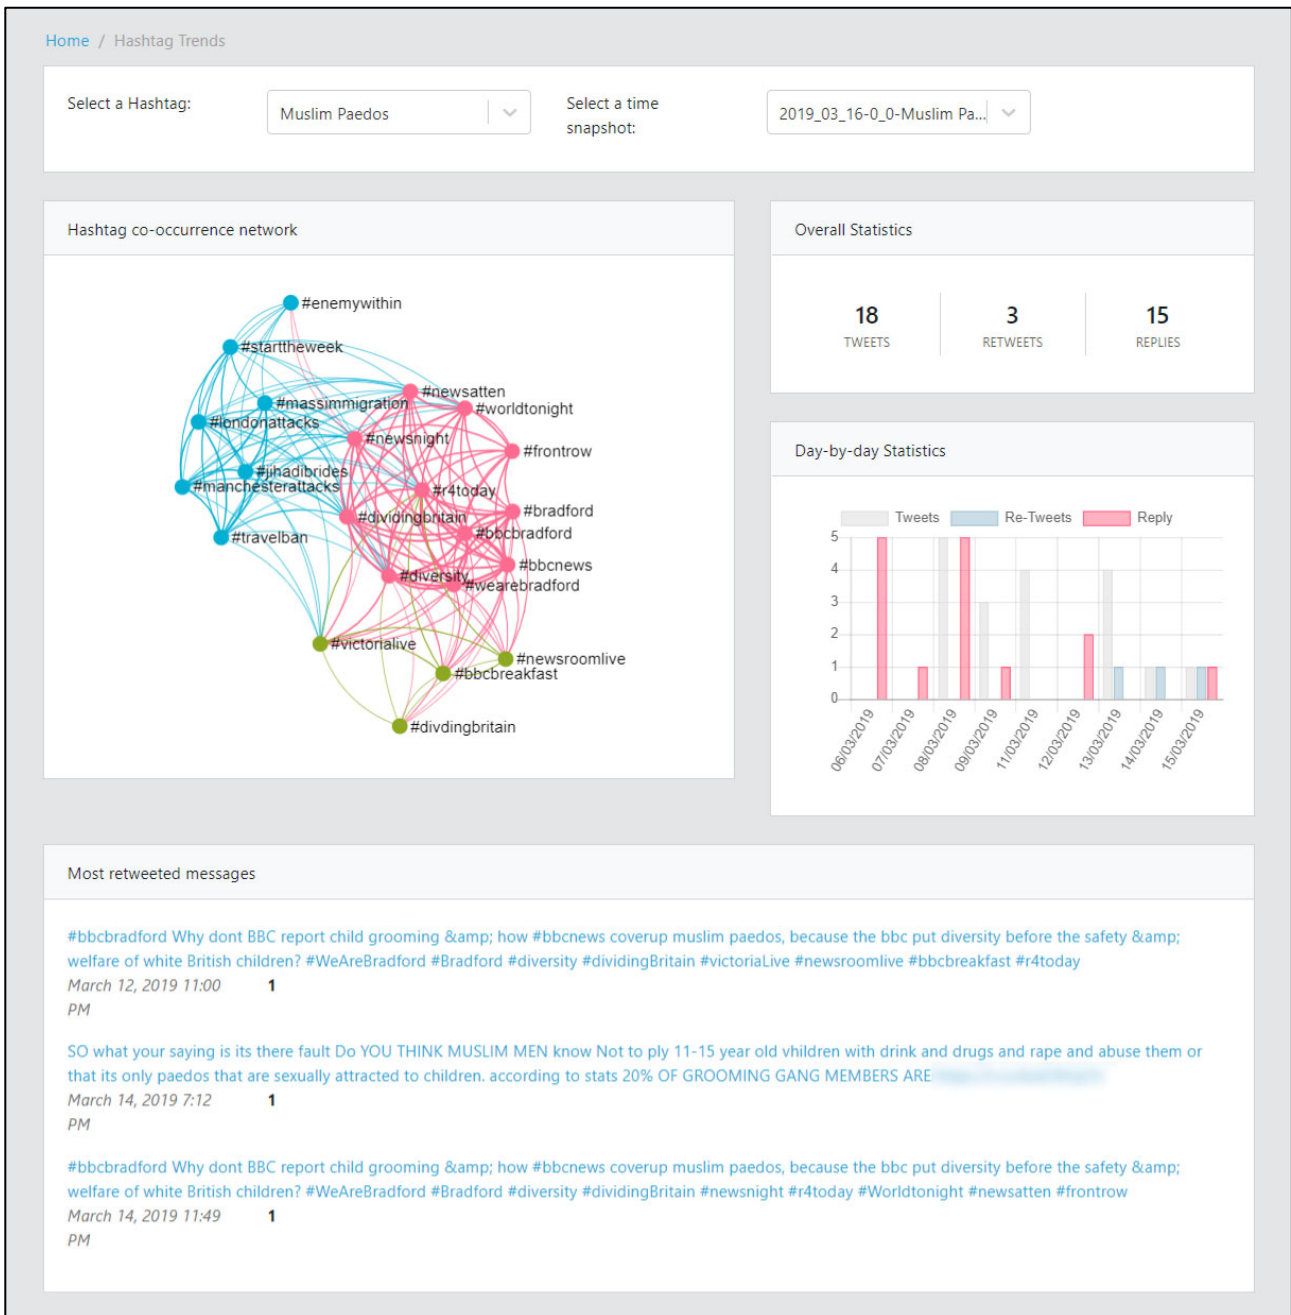 Home / Hashtag Trends
Select a Hashtag:
Muslim Paedos
Select a time
snapshot:
2019_03_16-0_0-Muslim Pa...
Hashtag co-occurrence network
#enemywithin
#starttheweek
#newsatten
#massimmigration
#worldtonight
#londonattacks
#newsnight
#frontrow
#jihadibrides
#manchesterattacks
#r4today
#bradford
#dividingbritain
#bbcbradford
#travelban
#bbcnews
#diversity
#wearebradford
#victorialive
#newsroomlive
#bbcbreakfast
#divdingbritain
Overall Statistics
18 3 15
TWEETS RETWEETS REPLIES
Day-by-day Statistics
Tweets Re-Tweets Reply
5
4
3
2
1
0
06/03/2019 07/03/2019 08/03/2019 09/03/2019 11/03/2019 12/03/2019 13/03/2019 14/03/2019 15/03/2019
Most retweeted messages
#bbcbradford Why dont BBC report child grooming &amp; how #bbcnews coverup muslim paedos, because the bbc put diversity before the safety &amp;
welfare of white British children? #WeAreBradford #Bradford #diversity #dividingBritain #victoriaLive #newsroomlive #bbcbreakfast #r4today
March 12, 2019 11:00 1
PM
SO what your saying is its there fault Do YOU THINK MUSLIM MEN know Not to ply 11-15 year old vhildren with drink and drugs and rape and abuse them or
that its only paedos that are sexually attracted to children. according to stats 20% OF GROOMING GANG MEMBERS ARE
March 14, 2019 7:12 1
PM
#bbcbradford Why dont BBC report child grooming &amp; how #bbcnews coverup muslim paedos, because the bbc put diversity before the safety &amp;
welfare of white British children? #WeAreBradford #Bradford #diversity #dividingBritain #newsnight #r4today #Worldtonight #newsatten #frontrow
March 14, 2019 11:49 1
PM